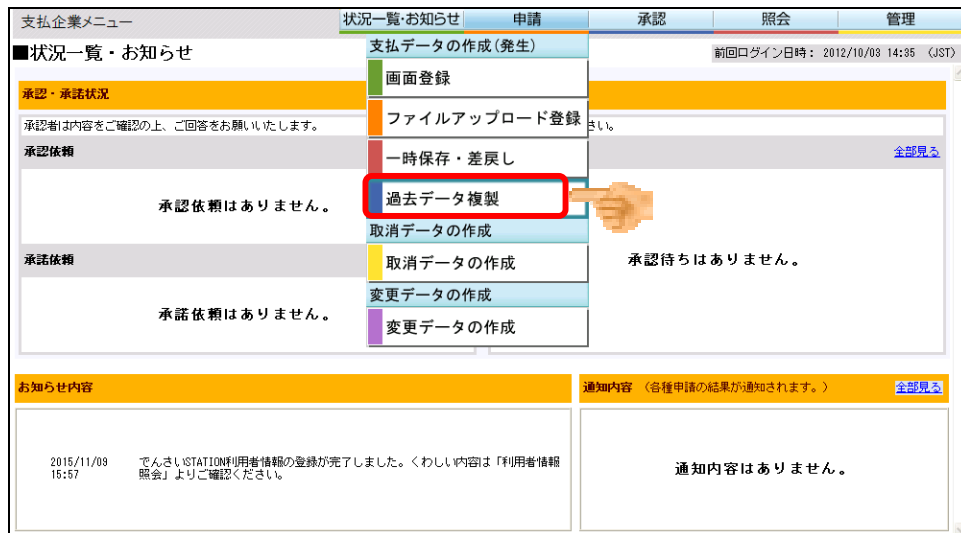 支払企業メニュー
状況一覧・お知らせ 申請 承認 照会 管理
■状況一覧・お知らせ
前回ログイン日時： 2012/10/03 14:35 (JST)
支払データの作成(発生)
画面登録
ファイルアップロード登録
一時保存・差戻し
過去データ複製
取消データの作成
取消データの作成
変更データの作成
変更データの作成
承認・承諾状況
承認者は内容をご確認の上、ご回答をお願いいたします。
さい。
承認依頼
全部見る
承認依頼はありません。
承諾依頼
承認待ちはありません。
承諾依頼はありません。
お知らせ内容
通知内容 （各種申請の結果が通知されます。）
全部見る
2015/11/09 でんさいSTATION利用者情報の登録が完了しました。くわしい内容は「利用者情報
15:57 照会」よりご確認ください。
通知内容はありません。